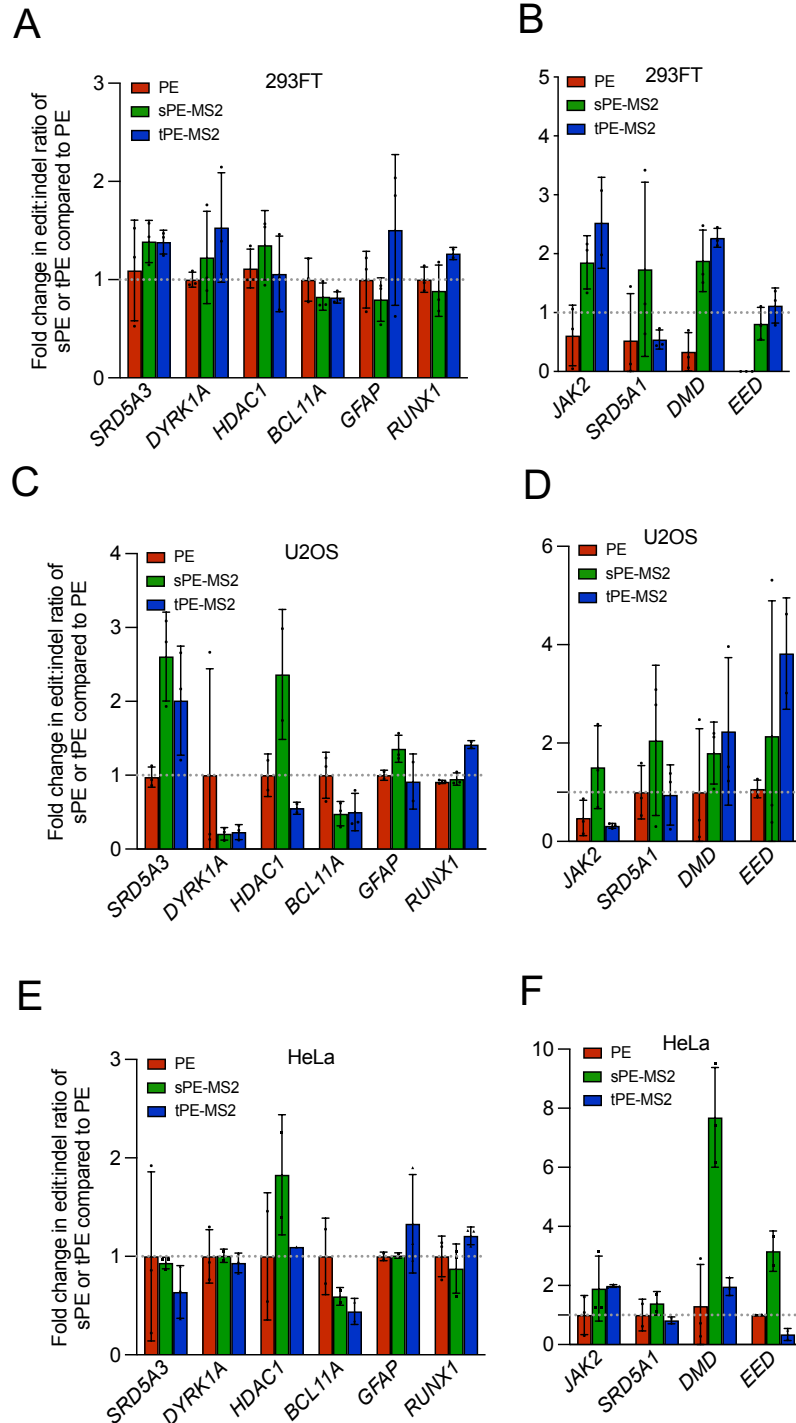 A
293FT
PE
sPE-MS2
tPE-MS2
Fold change in edit:indel ratio of
sPE or tPE compared to PE
3
2
1
0
SRD5A3
DYRK1A
HDAC1
BCL11A
GFAP
RUNX1
B
293FT
PE
sPE-MS2
tPE-MS2
5
4
3
2
1
0
JAK2
SRD5A1
DMD
EED
C
U2OS
PE
sPE-MS2
tPE-MS2
Fold change in edit:indel ratio of
sPE or tPE compared to PE
4
3
2
1
0
SRD5A3
DYRK1A
HDAC1
BCL11A
GFAP
RUNX1
D
U2OS
PE
sPE-MS2
tPE-MS2
6
4
2
0
JAK2
SRD5A1
DMD
EED
E
HeLa
PE
sPE-MS2
tPE-MS2
Fold change in edit:indel ratio of
sPE or tPE compared to PE
3
2
1
0
SRD5A3
DYRK1A
HDAC1
BCL11A
GFAP
RUNX1
F
HeLa
PE
sPE-MS2
tPE-MS2
10
8
6
4
2
0
JAK2
SRD5A1
DMD
EED